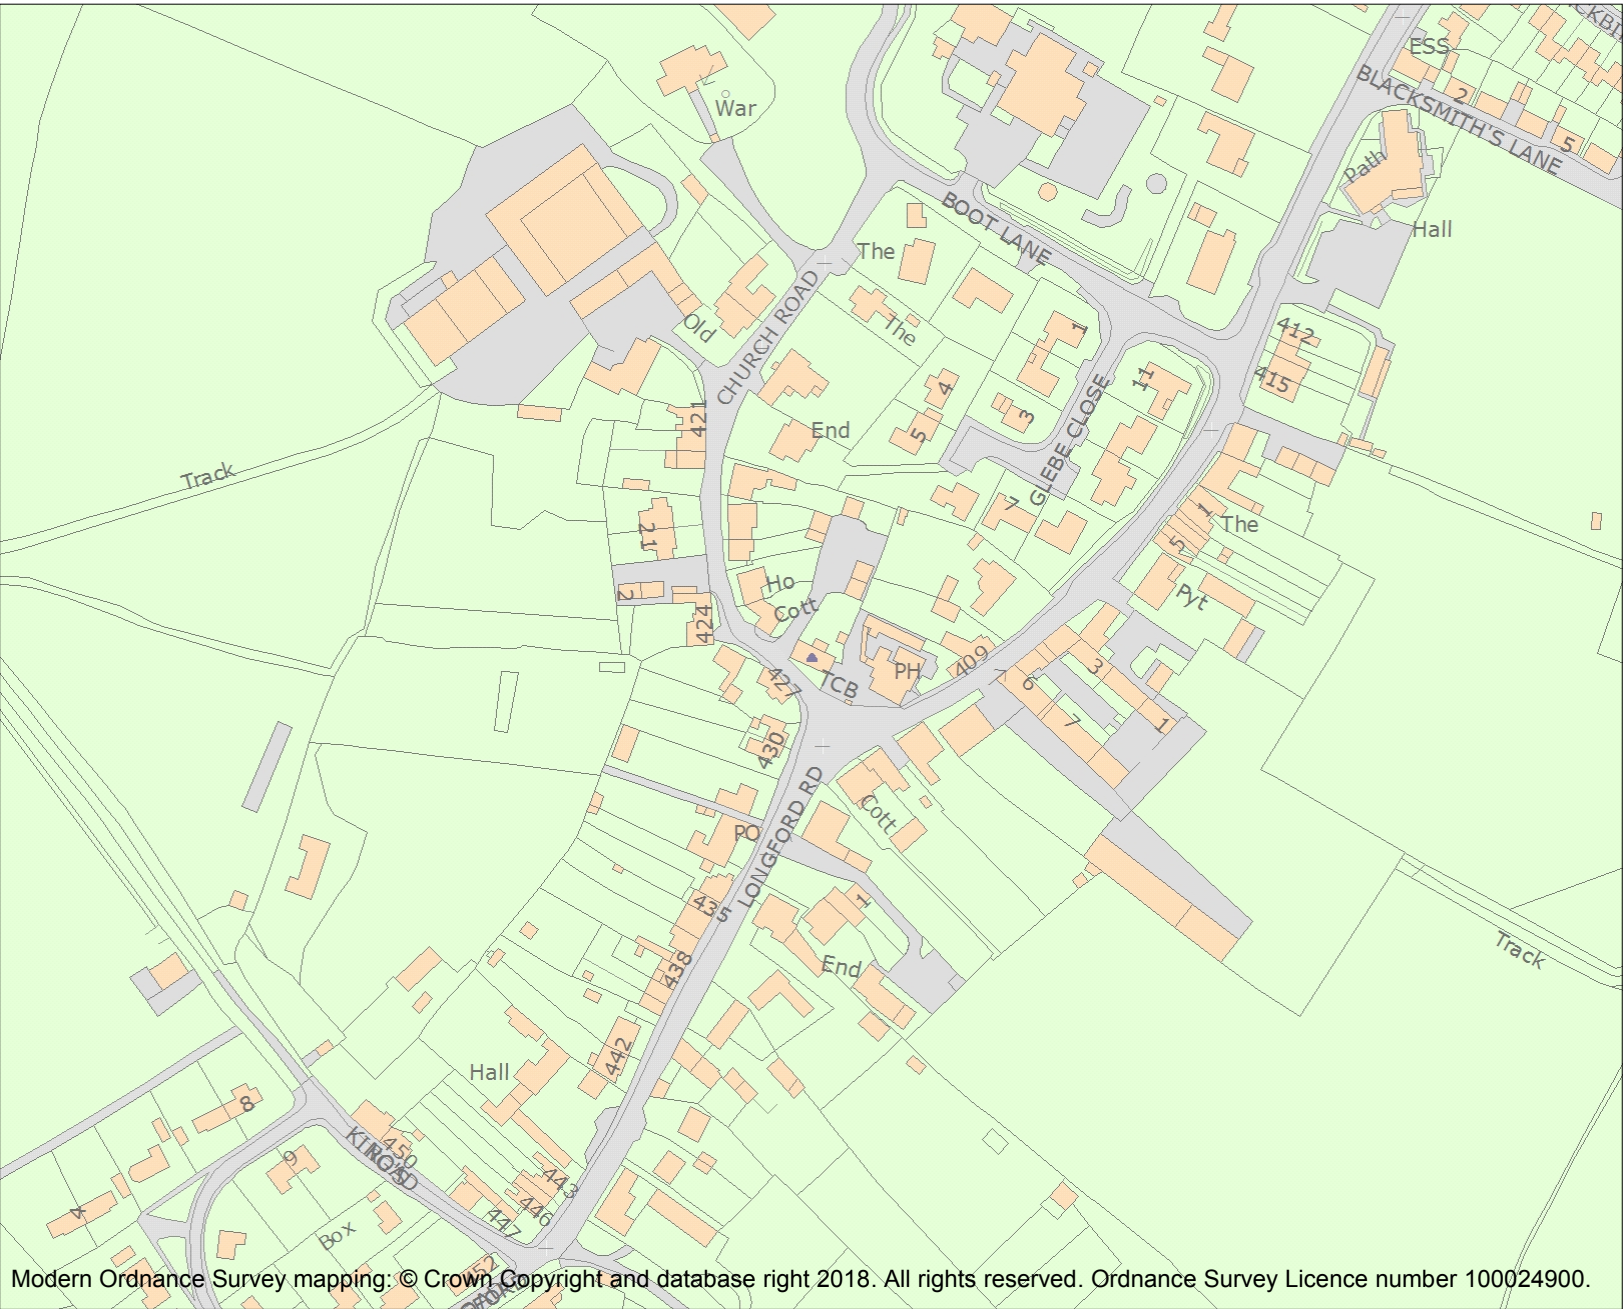 ESS
BLACKSMITH'S LANE
2
5
War
Path
Hall
BOOT LANE
The
The
Old
CHURCH ROAD
1
412
415
4
3
11
5
421
End
GLEBE CLOSE
Track
7
1
The
5
21
Ho
Cott
2
424
Pyt
427
TCB
PH
409
3
6
7
1
430
PO
Cott
LONGFORD RD
435
1
438
End
Track
442
Hall
8
KING'S
ROAD
450
9
443
446
447
4
Box
452
Modern Ordnance Survey mapping: © Crown Copyright and database right 2018. All rights reserved. Ordnance Survey Licence number 100024900.